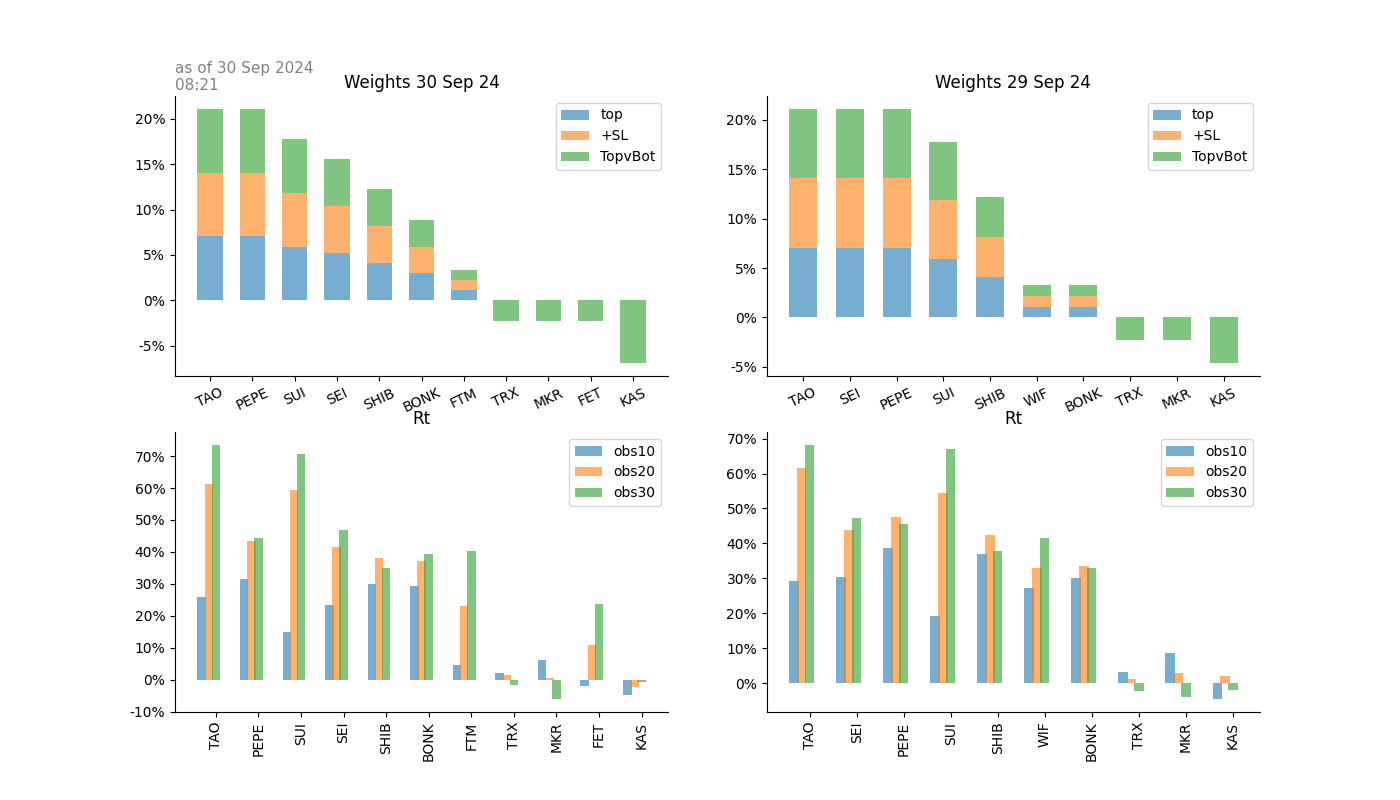 as of 30 Sep 2024
08:21
Weights 30 Sep 24
20%
15%
10%
5%
0%
-5%
top
+SL
TopvBot
TAO PEPE SUI SEI SHIB BONK FTM TRX MKR FET KAS
Weights 29 Sep 24
20%
15%
10%
5%
0%
-5%
top
+SL
TopvBot
TAO SEI PEPE SUI SHIB WIF BONK TRX MKR KAS
Rt
70%
60%
50%
40%
30%
20%
10%
0%
-10%
obs10
obs20
obs30
TAO PEPE SUI SEI SHIB BONK FTM TRX MKR FET KAS
Rt
70%
60%
50%
40%
30%
20%
10%
0%
obs10
obs20
obs30
TAO SEI PEPE SUI SHIB WIF BONK TRX MKR KAS